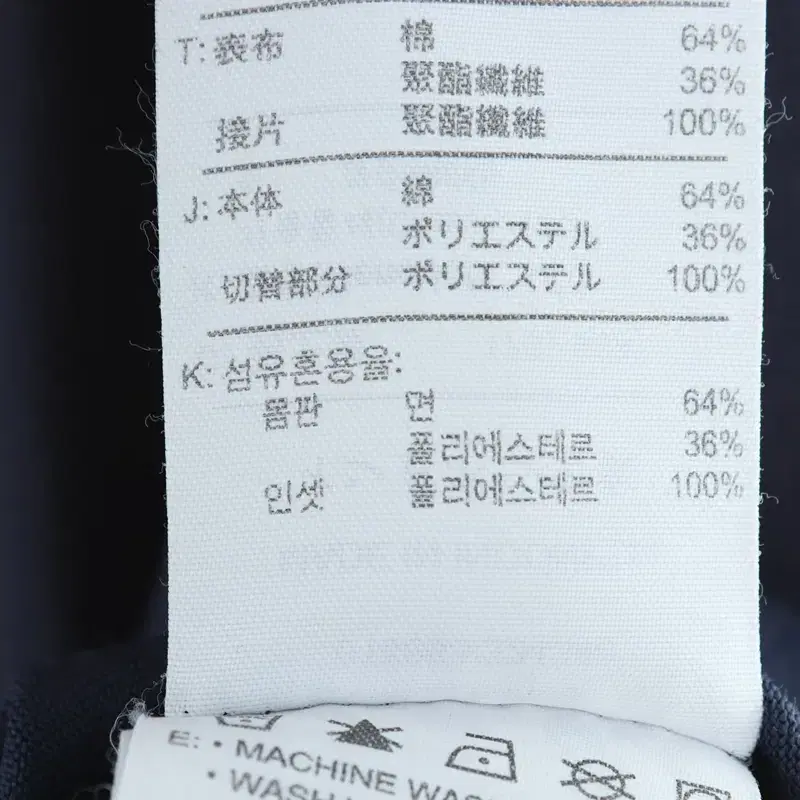 T: 表布 棉 64%
聚酯纖維 36%
接片 聚酯纖維 100%
J: 本体 綿 64%
ポリエステル 36%
切替部分 ポリエステル 100%
K: 섬유혼용율:
몸판 면 64%
폴리에스테르 36%
인셋 폴리에스테르 100%
E: • MACHINE
• WASH